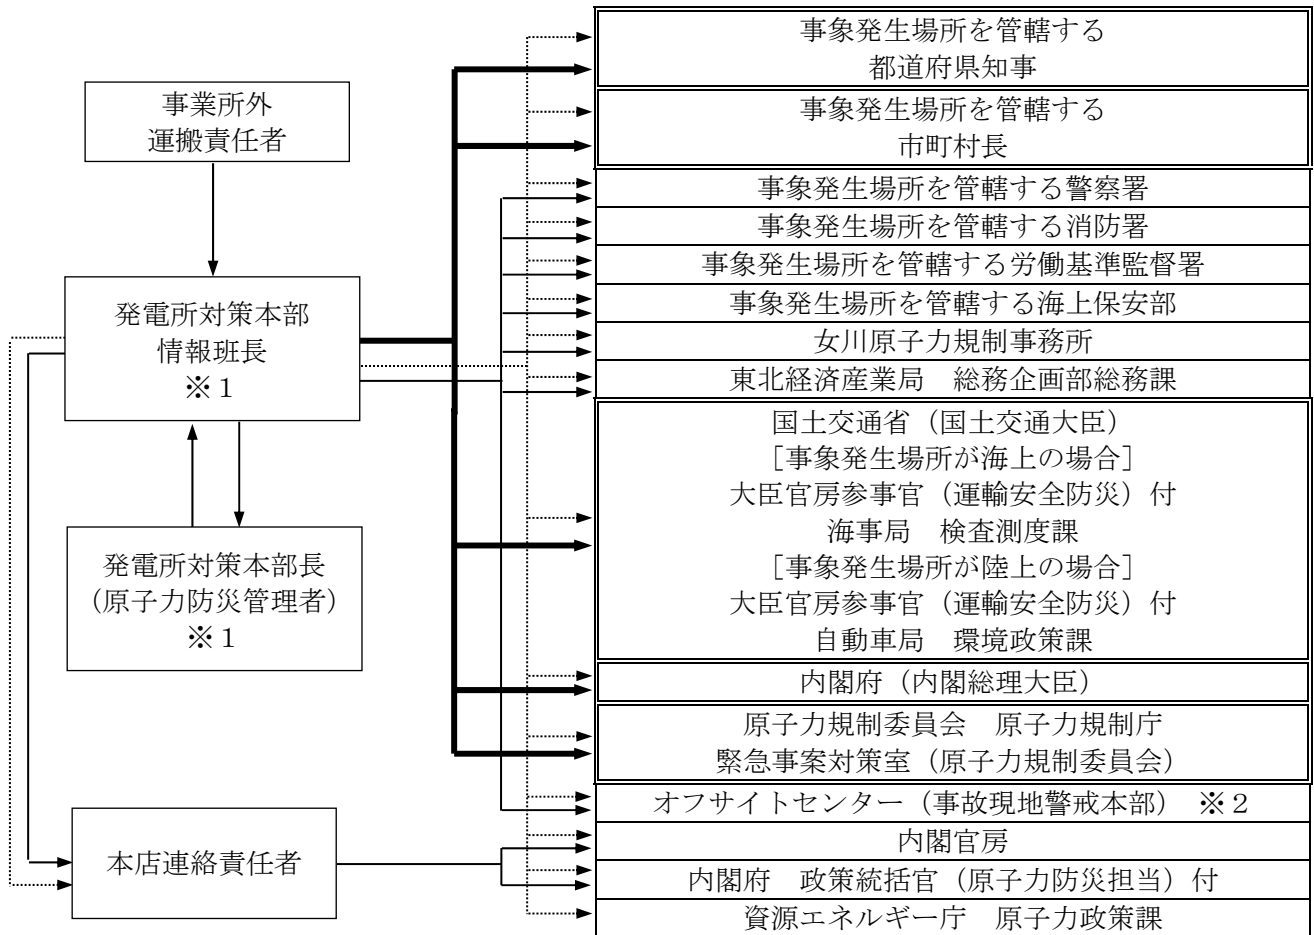 事業所外
運搬責任者
発電所対策本部
情報班長
※1
発電所対策本部長
(原子力防災管理者)
※1
本店連絡責任者
事象発生場所を管轄する
都道府県知事
事象発生場所を管轄する
市町村長
事象発生場所を管轄する警察署
事象発生場所を管轄する消防署
事象発生場所を管轄する労働基準監督署
事象発生場所を管轄する海上保安部
女川原子力規制事務所
東北経済産業局 総務企画部総務課
国土交通省(国土交通大臣)
[事象発生場所が海上の場合]
大臣官房参事官(運輸安全防災)付
海事局 検査測度課
[事象発生場所が陸上の場合]
大臣官房参事官(運輸安全防災)付
自動車局 環境政策課
内閣府(内閣総理大臣)
原子力規制委員会 原子力規制庁
緊急事案対策室(原子力規制委員会)
オフサイトセンター(事故現地警戒本部) ※2
内閣官房
内閣府 政策統括官(原子力防災担当)付
資源エネルギー庁 原子力政策課